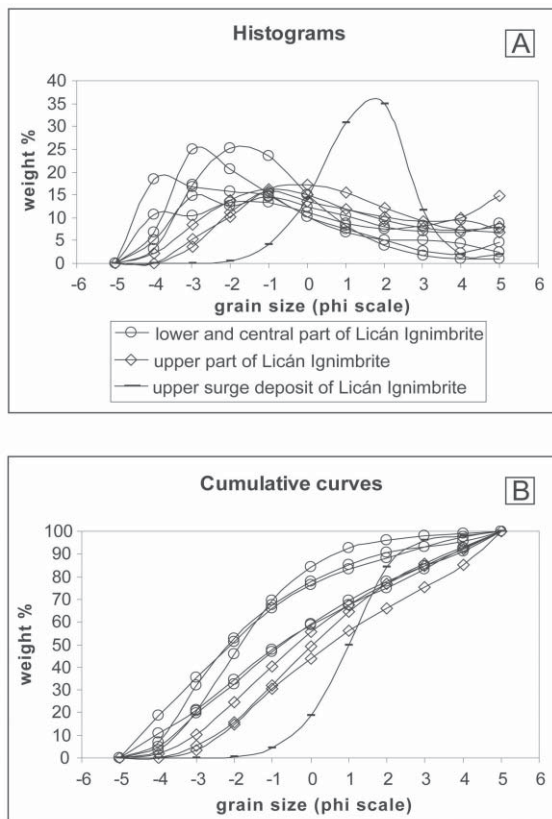 Histograms
A
40
35
30
25
20
15
10
5
0
weight %
-6 -5 -4 -3 -2 -1 0 1 2 3 4 5 6
grain size (phi scale)
lower and central part of Licán Ignimbrite
upper part of Licán Ignimbrite
upper surge deposit of Licán Ignimbrite
Cumulative curves
B
100
90
80
70
60
50
40
30
20
10
0
weight %
-6 -5 -4 -3 -2 -1 0 1 2 3 4 5 6
grain size (phi scale)